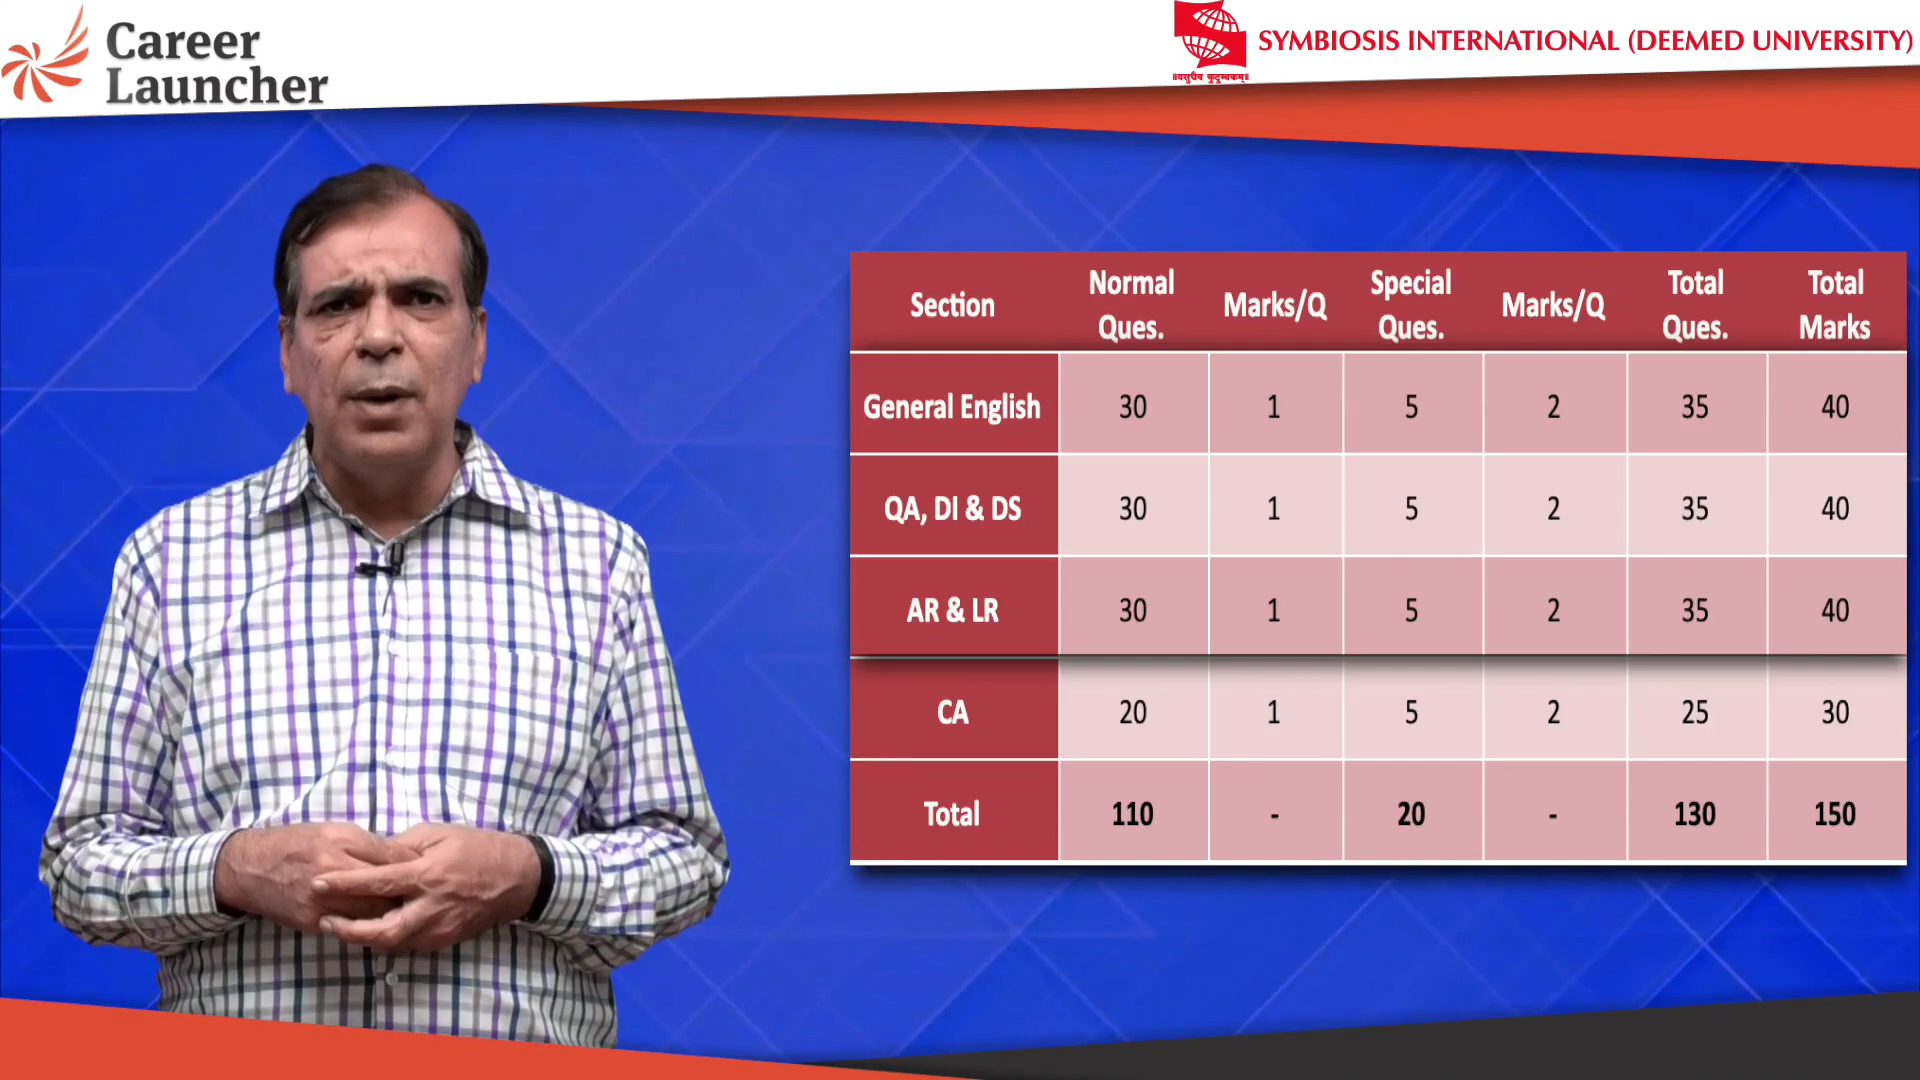 Career
Launcher
SYMBIOSIS INTERNATIONAL (DEEMED UNIVERSITY)
॥वसुधैव कुटुम्बकम्॥
Section Normal Ques. Marks/Q Special Ques. Marks/Q Total Ques. Total Marks
General English 30 1 5 2 35 40
QA, DI & DS 30 1 5 2 35 40
AR & LR 30 1 5 2 35 40
CA 20 1 5 2 25 30
Total 110 - 20 - 130 150